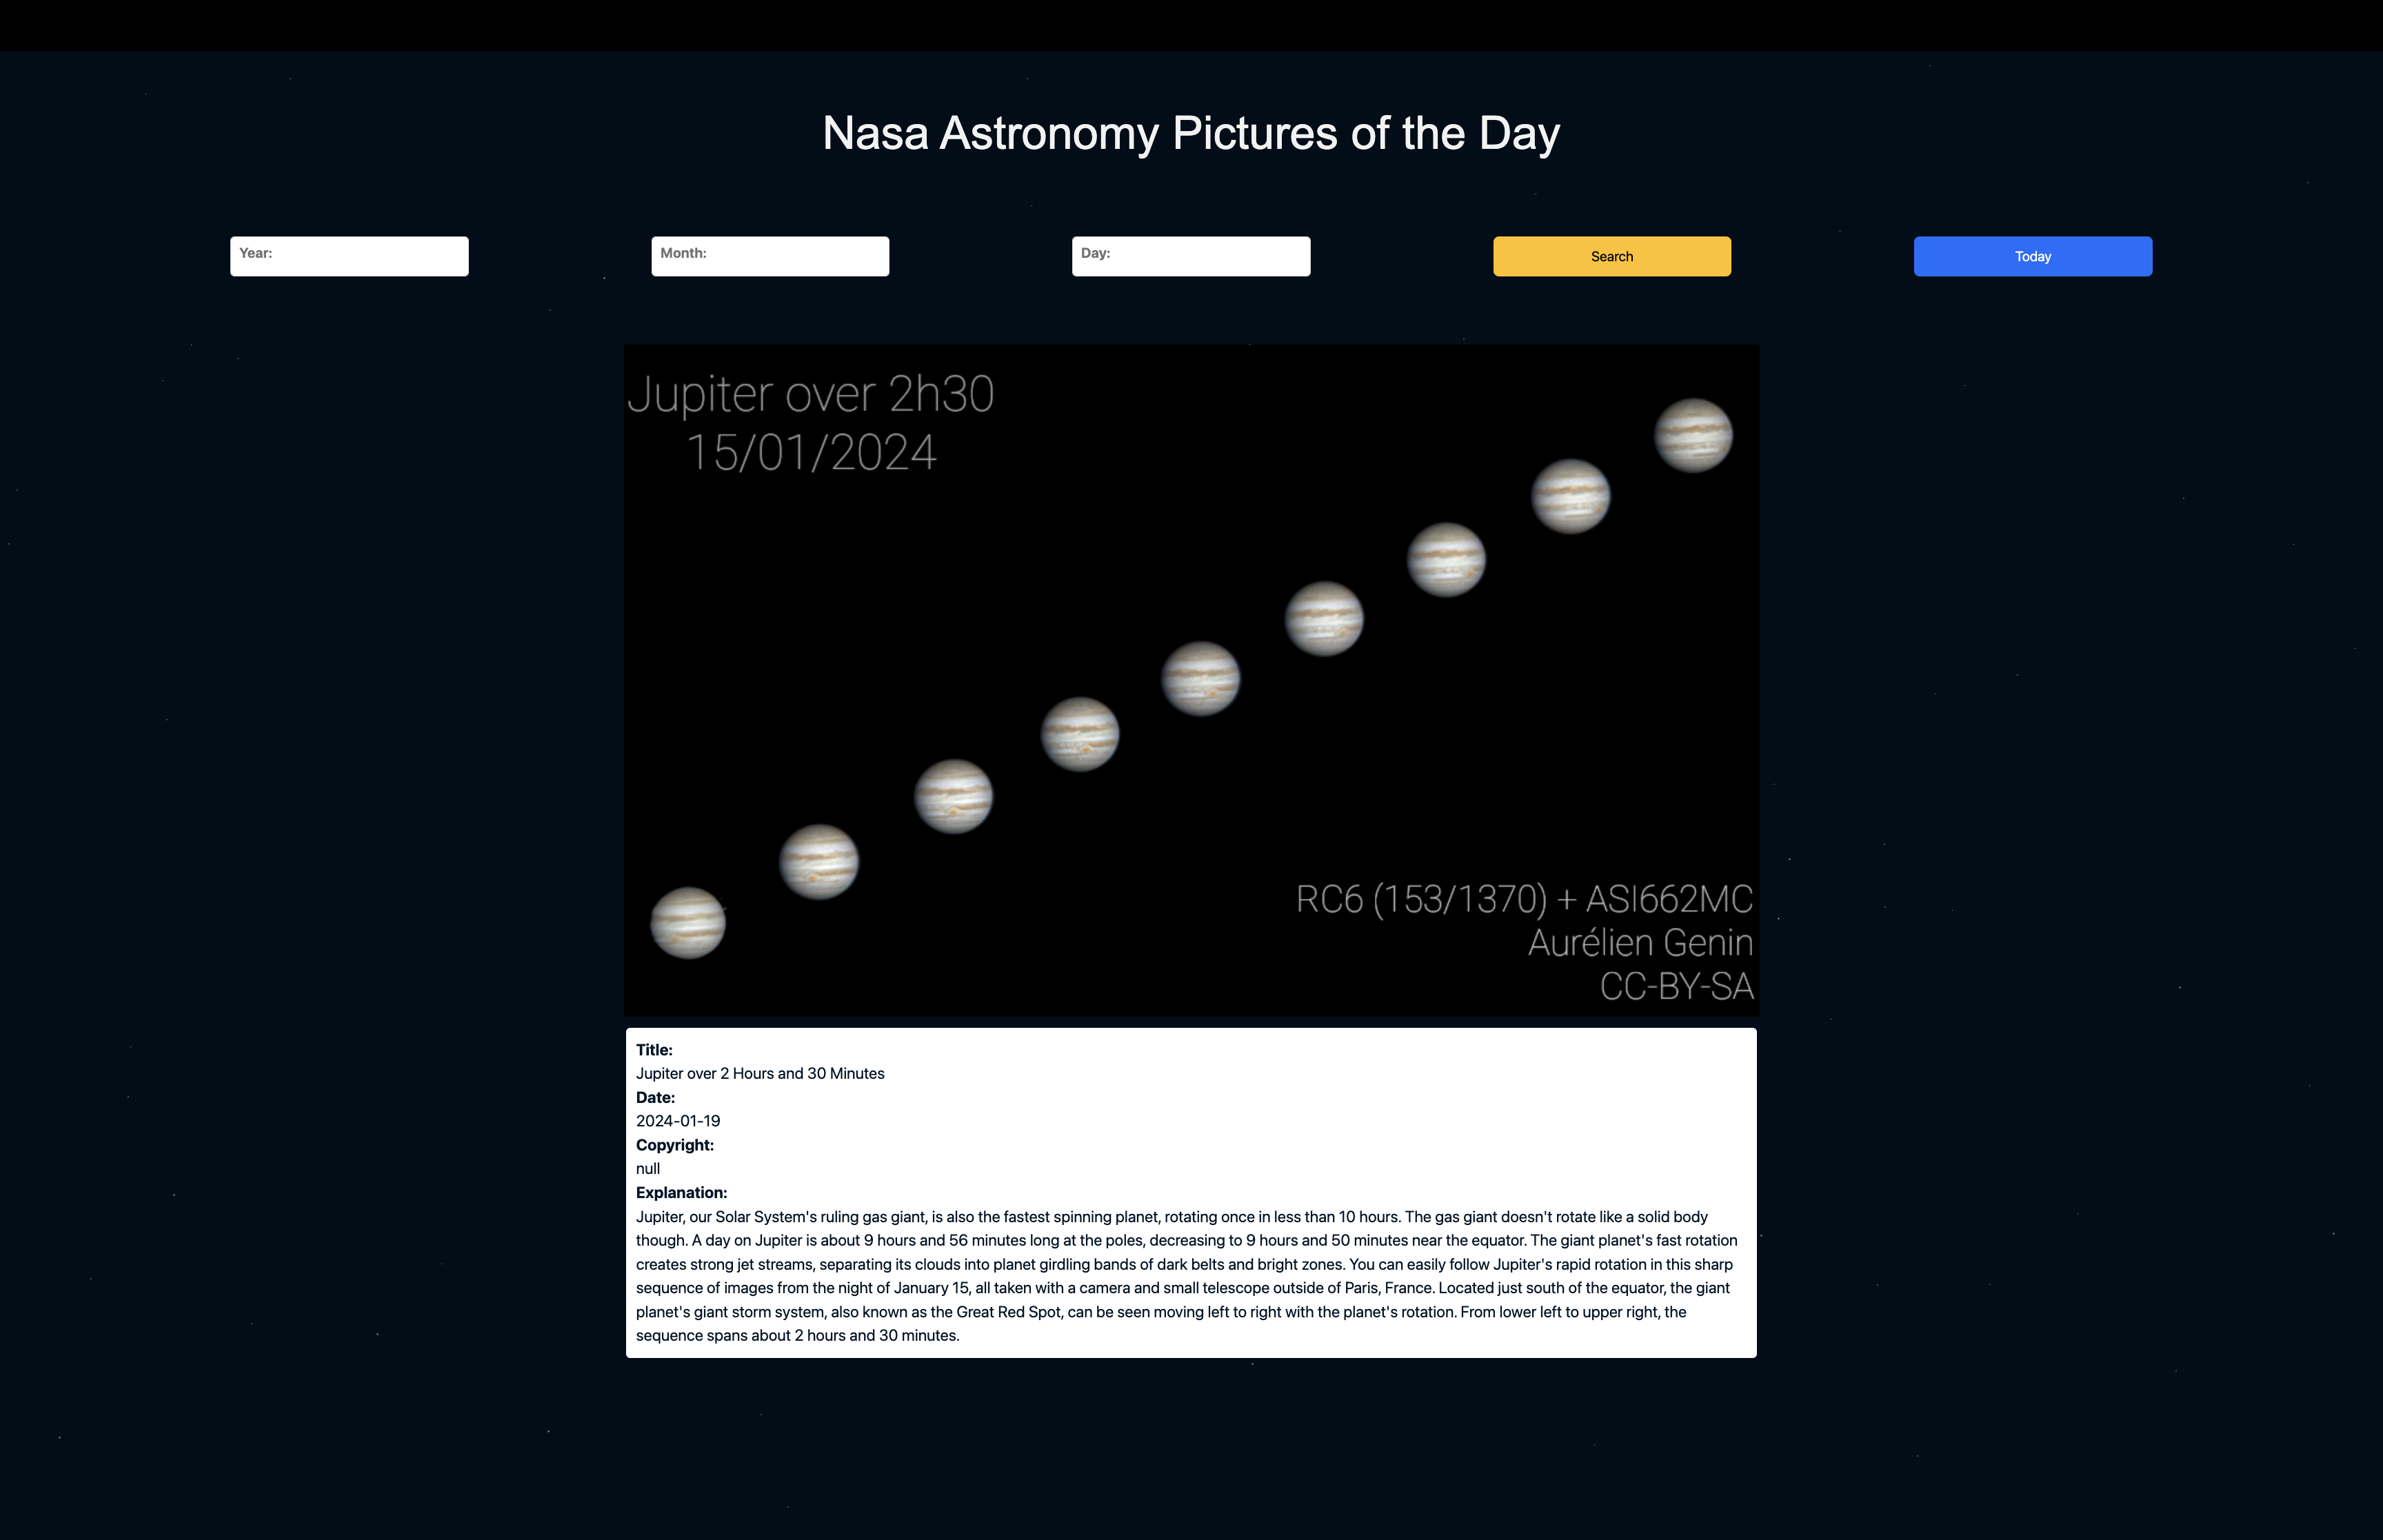 Nasa Astronomy Pictures of the Day
Year:
Month:
Day:
Search
Today
Jupiter over 2h30
15/01/2024
RC6 (153/1370) + ASI662MC
Aurélien Genin
CC-BY-SA
Title:
Jupiter over 2 Hours and 30 Minutes
Date:
2024-01-19
Copyright:
null
Explanation:
Jupiter, our Solar System's ruling gas giant, is also the fastest spinning planet, rotating once in less than 10 hours. The gas giant doesn't rotate like a solid body
though. A day on Jupiter is about 9 hours and 56 minutes long at the poles, decreasing to 9 hours and 50 minutes near the equator. The giant planet's fast rotation
creates strong jet streams, separating its clouds into planet girdling bands of dark belts and bright zones. You can easily follow Jupiter's rapid rotation in this sharp
sequence of images from the night of January 15, all taken with a camera and small telescope outside of Paris, France. Located just south of the equator, the giant
planet's giant storm system, also known as the Great Red Spot, can be seen moving left to right with the planet's rotation. From lower left to upper right, the
sequence spans about 2 hours and 30 minutes.